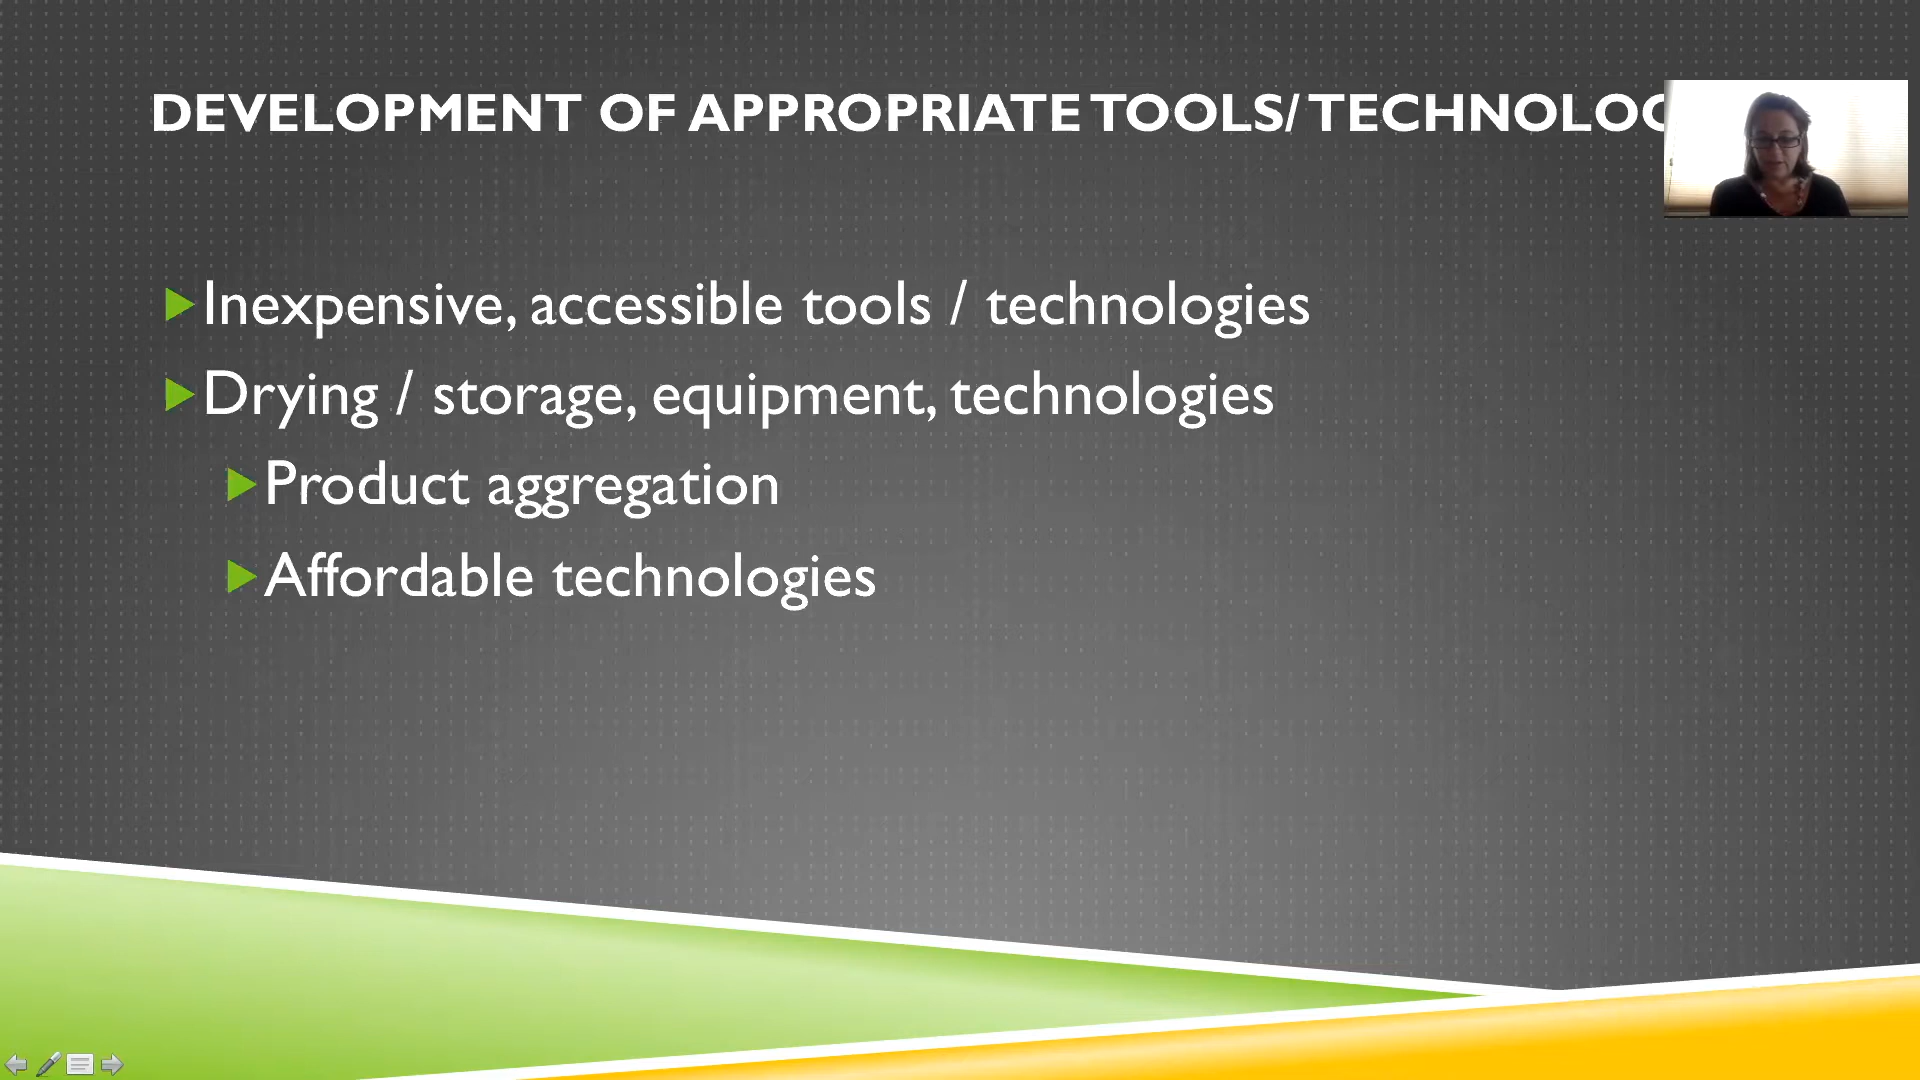 DEVELOPMENT OF APPROPRIATE TOOLS/ TECHNOLOG
Inexpensive, accessible tools / technologies
Drying / storage, equipment, technologies
Product aggregation
Affordable technologies